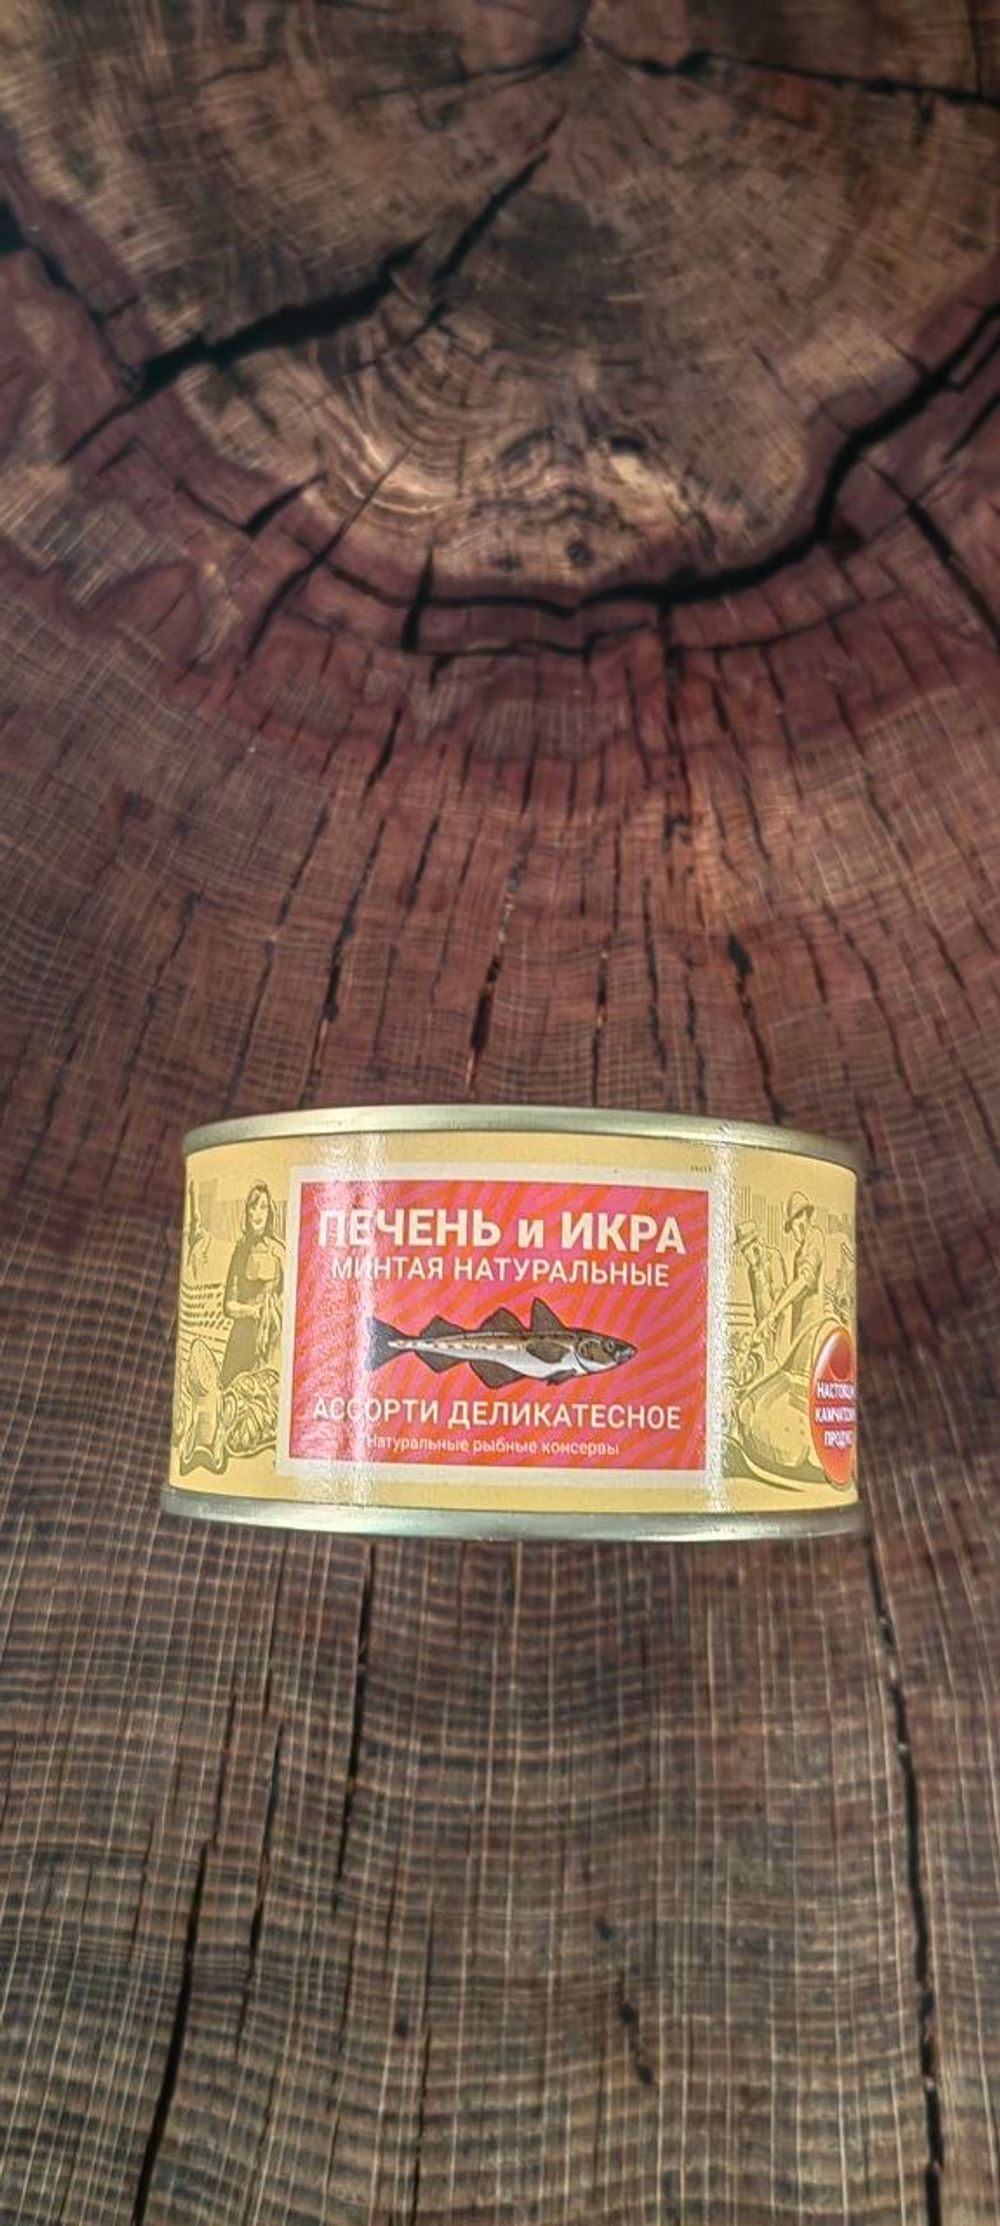 ПЕЧЕНЬ и ИКРА
МИНТАЯ НАТУРАЛЬНЫЕ
АССОРТИ ДЕЛИКАТЕСНОЕ
Натуральные рыбные консервы